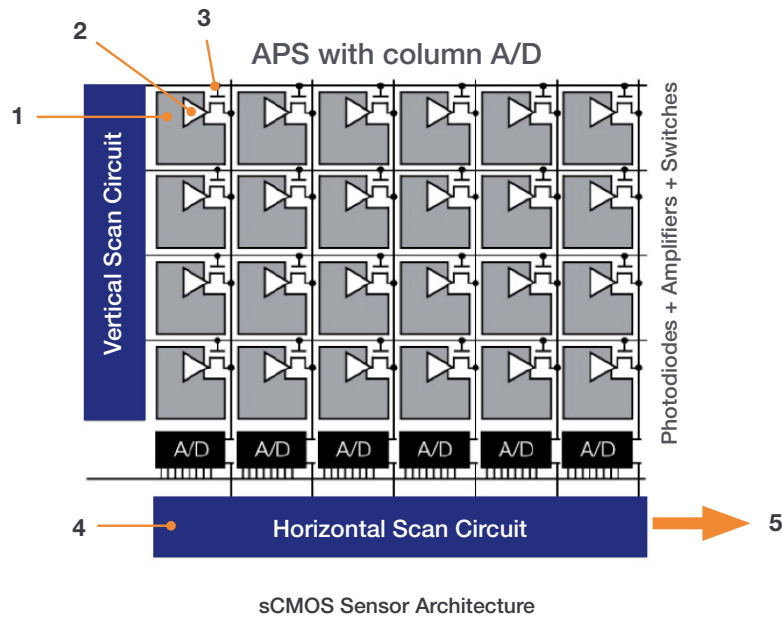 2
3
APS with column A/D
1
Vertical Scan Circuit
Photodiodes + Amplifiers + Switches
A/D A/D A/D A/D A/D A/D
4
Horizontal Scan Circuit
5
sCMOS Sensor Architecture